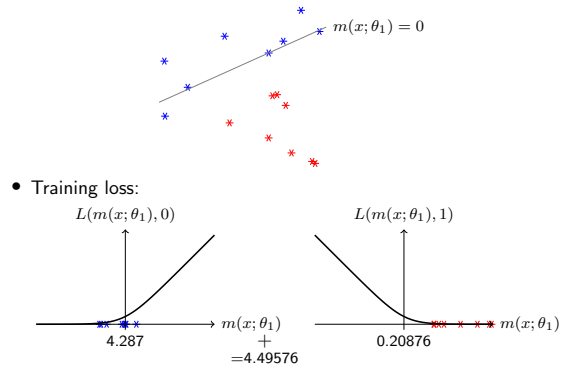 m(x; θ₁) = 0
• Training loss:
L(m(x; θ₁), 0)
L(m(x; θ₁), 1)
m(x; θ₁)
m(x; θ₁)
4.287 + 0.20876
=4.49576